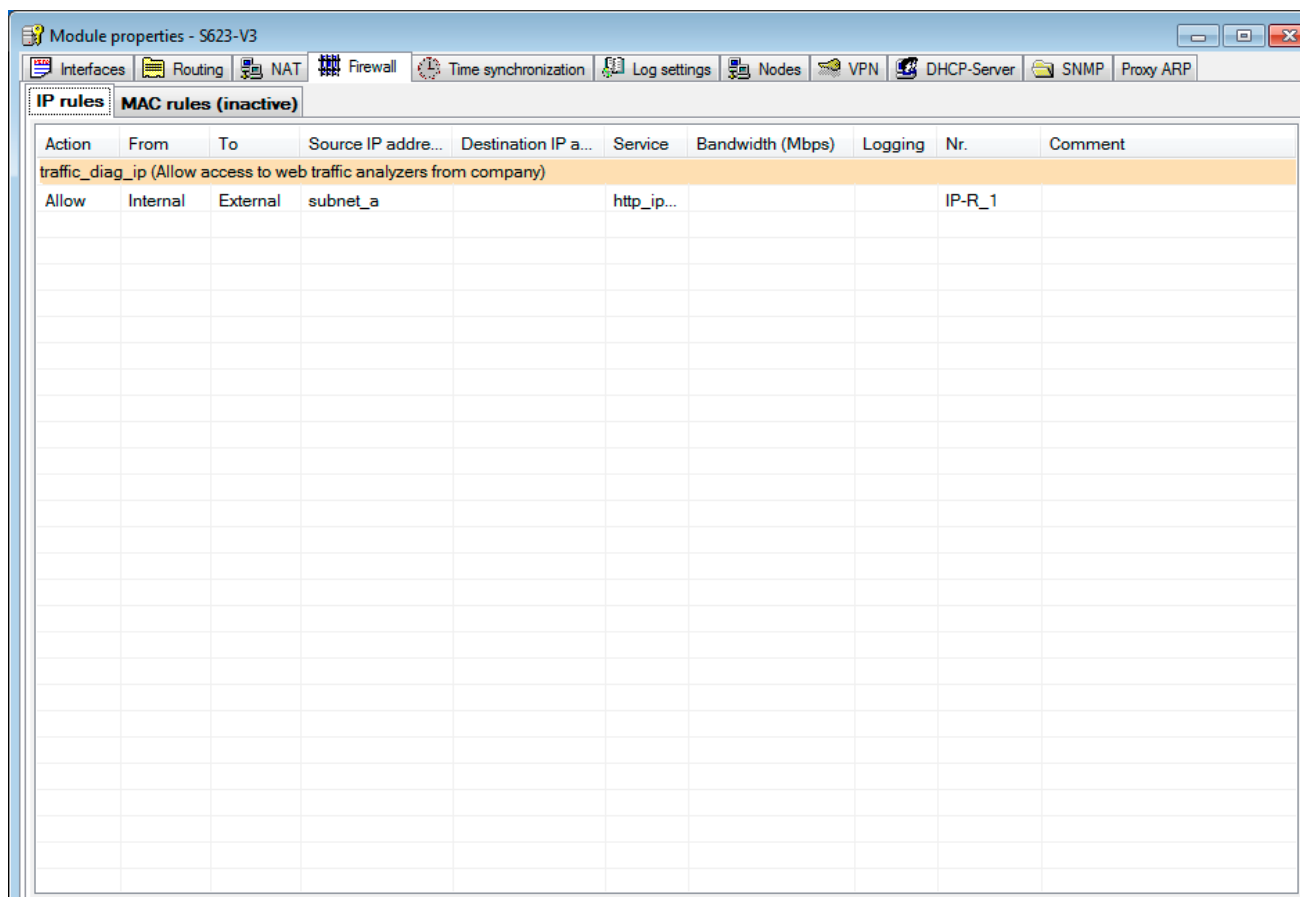 Module properties - S623-V3
Interfaces Routing NAT Firewall Time synchronization Log settings Nodes VPN DHCP-Server SNMP Proxy ARP
IP rules MAC rules (inactive)
Action From To Source IP addre... Destination IP a... Service Bandwidth (Mbps) Logging Nr. Comment
traffic_diag_ip (Allow access to web traffic analyzers from company)
Allow Internal External subnet_a http_ip... IP-R_1